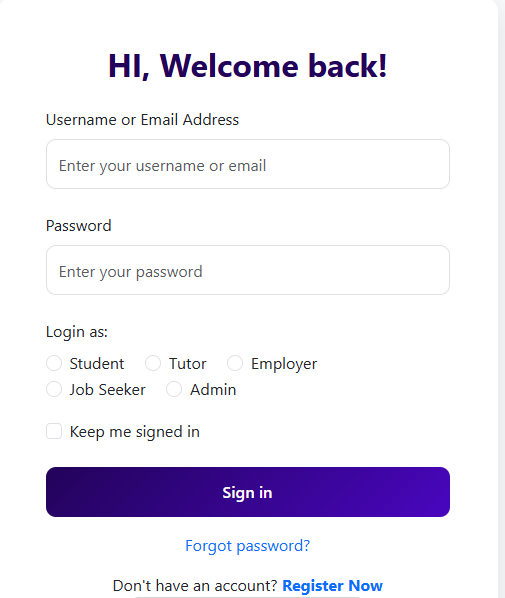 HI, Welcome back!
Username or Email Address
Enter your username or email
Password
Enter your password
Login as:
Student Tutor Employer
Job Seeker Admin
Keep me signed in
Sign in
Forgot password?
Don't have an account? Register Now